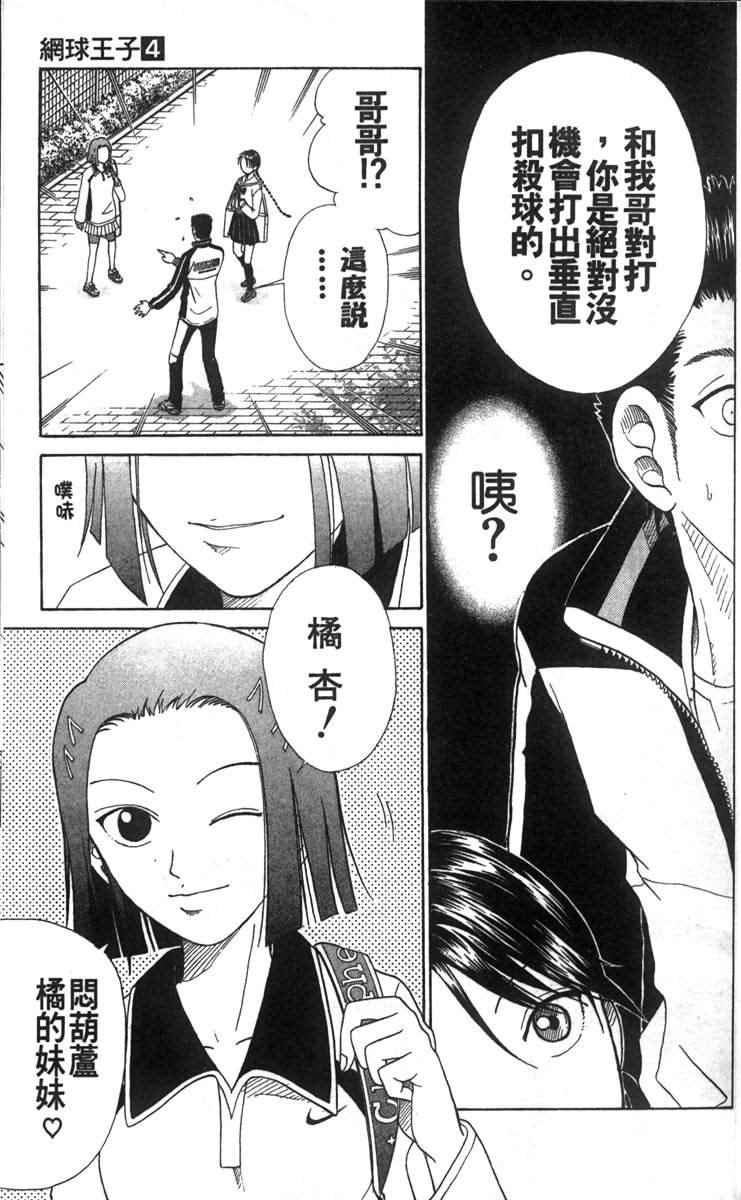 網球王子4
和我哥對打
，你是絕對沒
機會打出垂直
扣殺球的。
咦？
哥哥!?
這麼説
……
噗哧
橘杏！
悶葫蘆
橘的妹妹♡